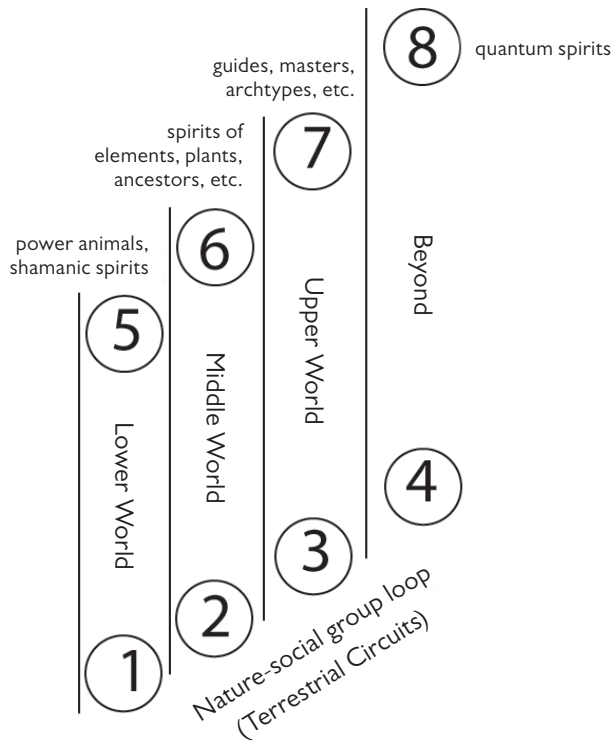 8
quantum spirits
guides, masters,
archtypes, etc.
7
spirits of
elements, plants,
ancestors, etc.
6
power animals,
shamanic spirits
5
Lower World
Middle World
Upper World
Beyond
4
3
2
1
Nature-social group loop
(Terrestrial Circuits)